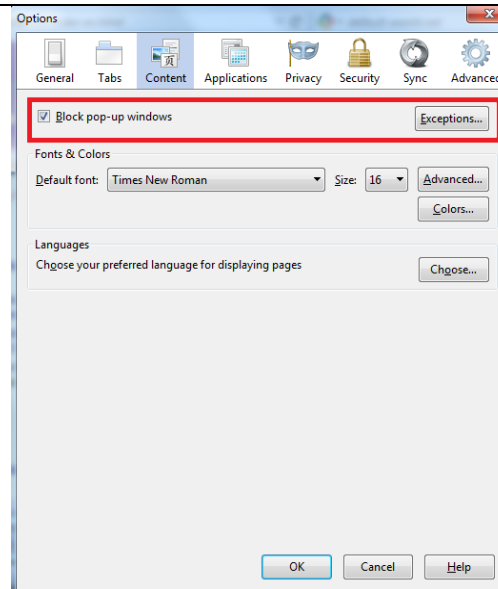 Options
General Tabs Content Applications Privacy Security Sync Advanced
Block pop-up windows Exceptions...
Fonts & Colors
Default font: Times New Roman Size: 16 Advanced...
Colors...
Languages
Choose your preferred language for displaying pages Choose...
OK Cancel Help